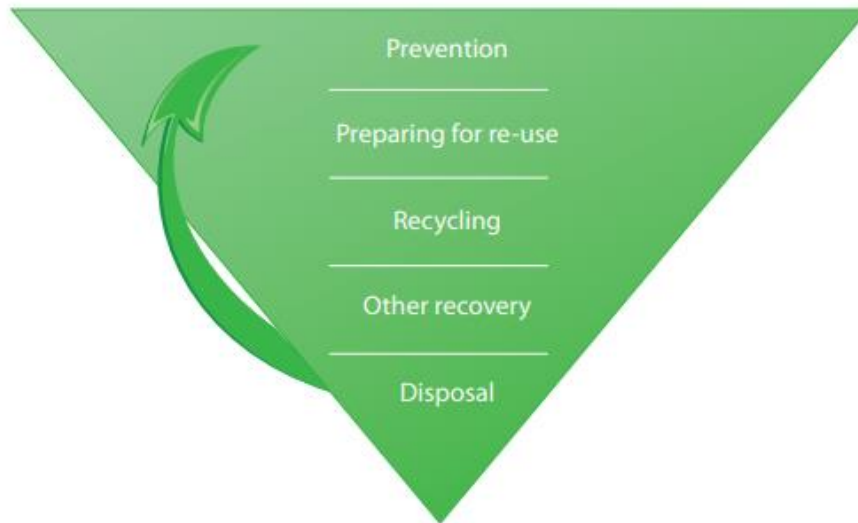 Prevention
Preparing for re-use
Recycling
Other recovery
Disposal